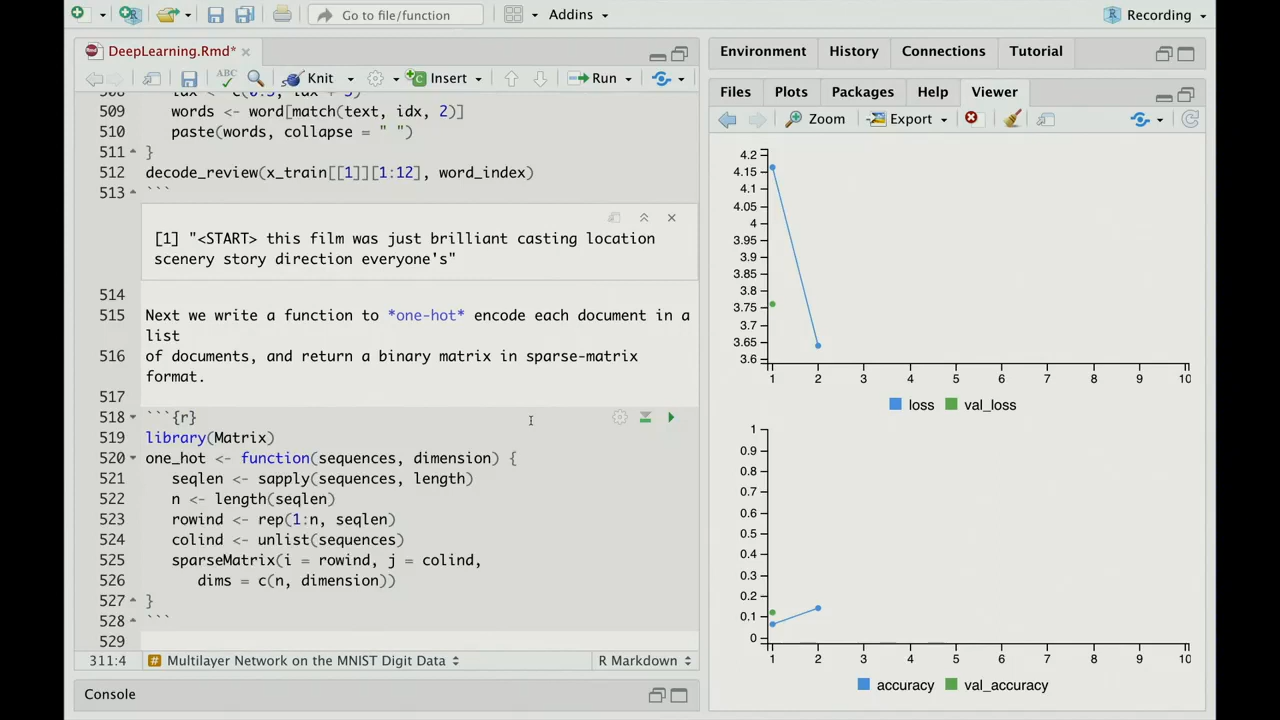 Go to file/function
Addins
Recording
DeepLearning.Rmd*
ABC
Knit
Insert
Run
509 words <- word[match(text, idx, 2)]
510 paste(words, collapse = " ")
511 }
512 decode_review(x_train[[1]][1:12], word_index)
513 ```
[1] "<START> this film was just brilliant casting location
scenery story direction everyone's"
514
515 Next we write a function to *one-hot* encode each document in a
list
516 of documents, and return a binary matrix in sparse-matrix
format.
517
518 ```{r}
519 library(Matrix)
520 one_hot <- function(sequences, dimension) {
521 seqlen <- sapply(sequences, length)
522 n <- length(seqlen)
523 rowind <- rep(1:n, seqlen)
524 colind <- unlist(sequences)
525 sparseMatrix(i = rowind, j = colind,
526 dims = c(n, dimension))
527 }
528 ```
529
311:4 # Multilayer Network on the MNIST Digit Data R Markdown
Console
Environment History Connections Tutorial
Files Plots Packages Help Viewer
Zoom Export
4.2
4.15
4.1
4.05
4
3.95
3.9
3.85
3.8
3.75
3.7
3.65
3.6
1 2 3 4 5 6 7 8 9 10
loss val_loss
1
0.9
0.8
0.7
0.6
0.5
0.4
0.3
0.2
0.1
0
1 2 3 4 5 6 7 8 9 10
accuracy val_accuracy